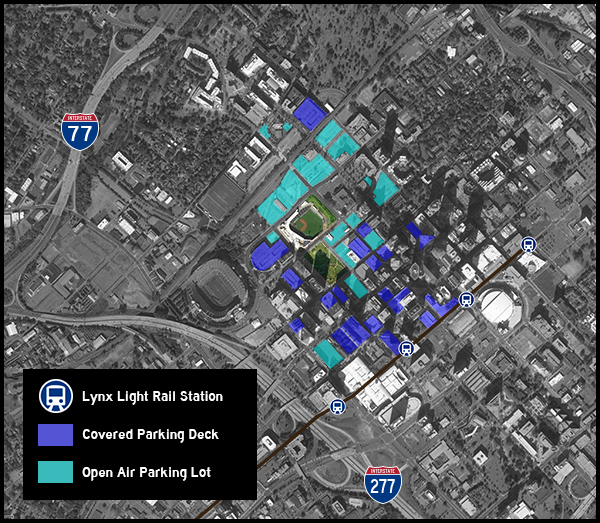 INTERSTATE
77
Lynx Light Rail Station
Covered Parking Deck
Open Air Parking Lot
INTERSTATE
277